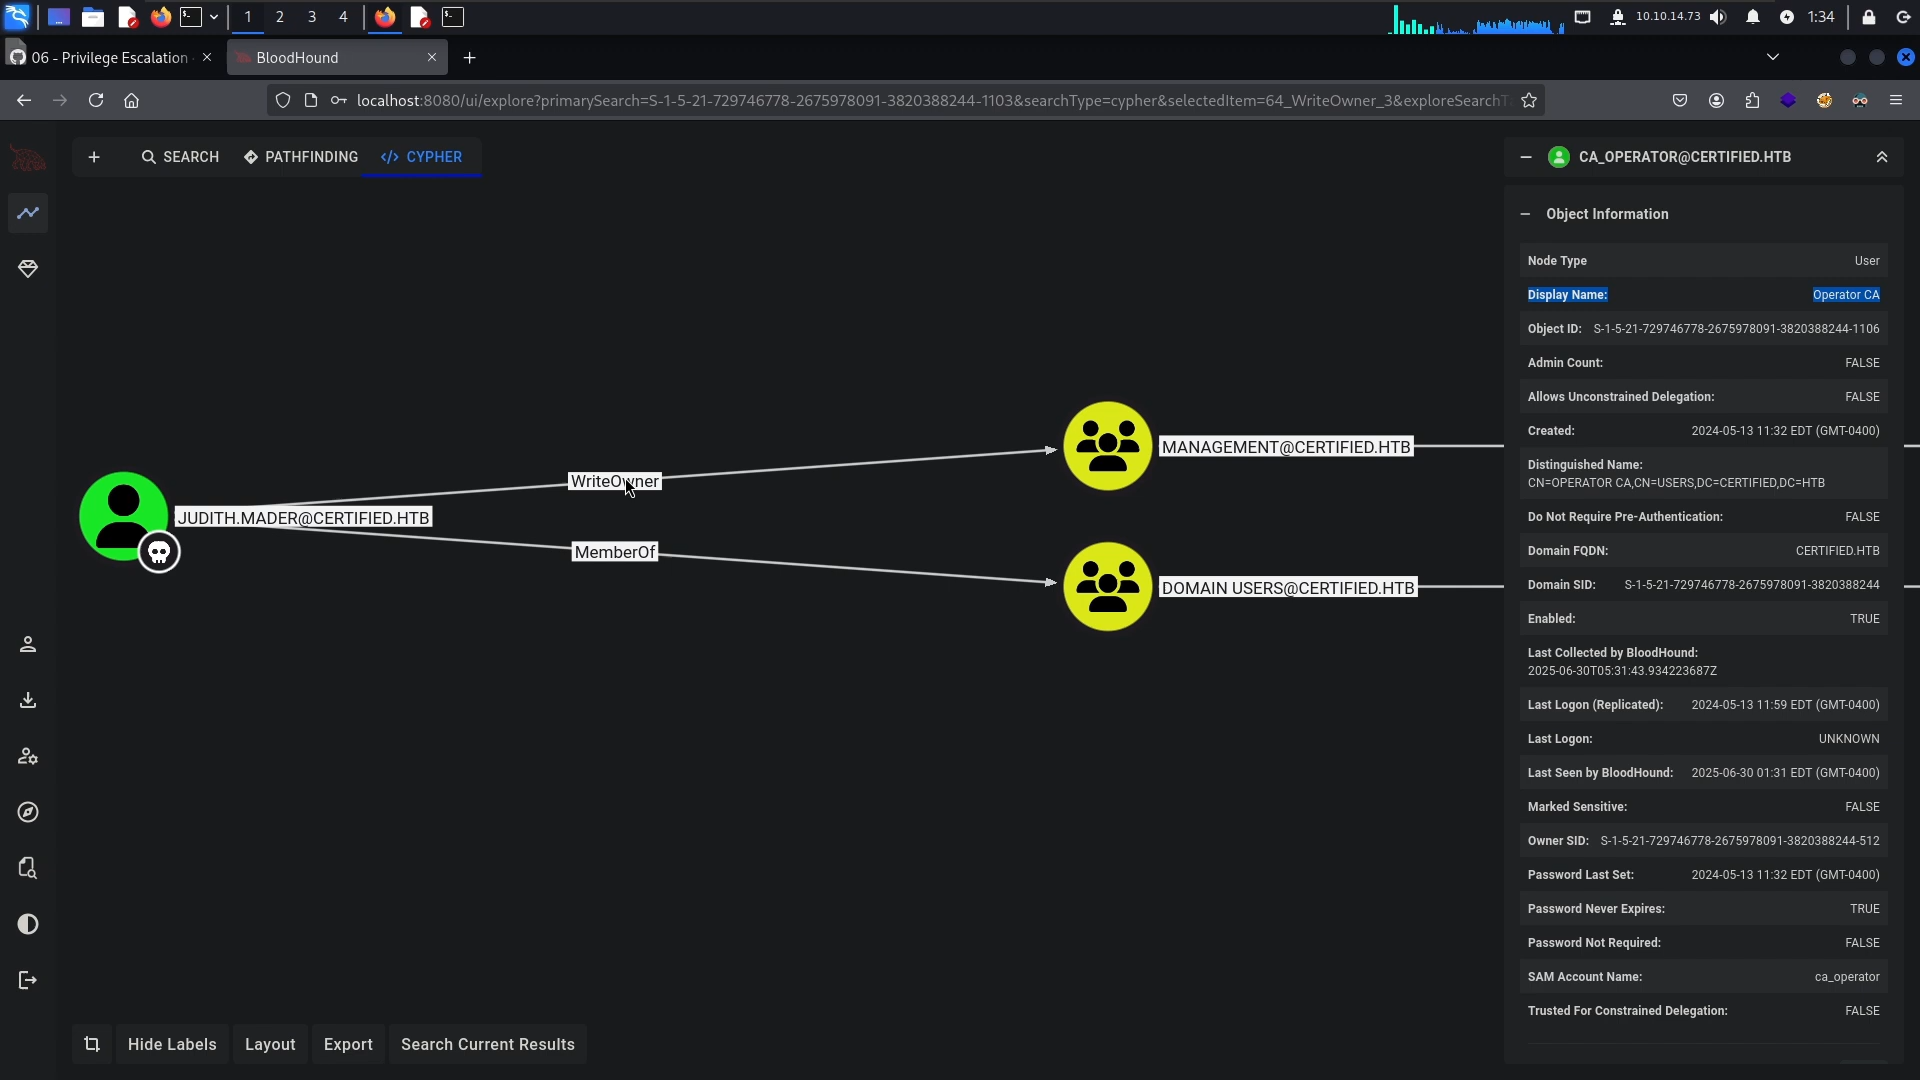 1 2 3 4 10.10.14.73 1:34
06 - Privilege Escalation
BloodHound
localhost:8080/ui/explore?primarySearch=S-1-5-21-729746778-2675978091-3820388244-1103&searchType=cypher&selectedItem=64_WriteOwner_3&exploreSearchT
SEARCH PATHFINDING CYPHER
CA_OPERATOR@CERTIFIED.HTB
Object Information
Node Type User
Display Name: Operator CA
Object ID: S-1-5-21-729746778-2675978091-3820388244-1106
Admin Count: FALSE
Allows Unconstrained Delegation: FALSE
Created: 2024-05-13 11:32 EDT (GMT-0400)
Distinguished Name:
CN=OPERATOR CA,CN=USERS,DC=CERTIFIED,DC=HTB
Do Not Require Pre-Authentication: FALSE
Domain FQDN: CERTIFIED.HTB
Domain SID: S-1-5-21-729746778-2675978091-3820388244
Enabled: TRUE
Last Collected by BloodHound:
2025-06-30T05:31:43.934223687Z
Last Logon (Replicated): 2024-05-13 11:59 EDT (GMT-0400)
Last Logon: UNKNOWN
Last Seen by BloodHound: 2025-06-30 01:31 EDT (GMT-0400)
Marked Sensitive: FALSE
Owner SID: S-1-5-21-729746778-2675978091-3820388244-512
Password Last Set: 2024-05-13 11:32 EDT (GMT-0400)
Password Never Expires: TRUE
Password Not Required: FALSE
SAM Account Name: ca_operator
Trusted For Constrained Delegation: FALSE
MANAGEMENT@CERTIFIED.HTB
WriteOwner
JUDITH.MADER@CERTIFIED.HTB
MemberOf
DOMAIN USERS@CERTIFIED.HTB
Hide Labels Layout Export Search Current Results